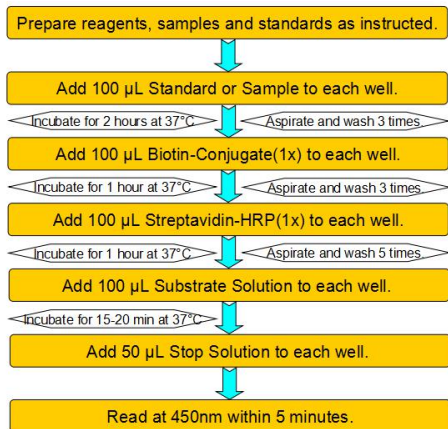 Prepare reagents, samples and standards as instructed.
Add 100 µL Standard or Sample to each well.
Incubate for 2 hours at 37°C
Aspirate and wash 3 times.
Add 100 µL Biotin-Conjugate(1x) to each well.
Incubate for 1 hour at 37°C
Aspirate and wash 3 times.
Add 100 µL Streptavidin-HRP(1x) to each well.
Incubate for 1 hour at 37°C
Aspirate and wash 5 times.
Add 100 µL Substrate Solution to each well.
Incubate for 15-20 min at 37°C
Add 50 µL Stop Solution to each well.
Read at 450nm within 5 minutes.